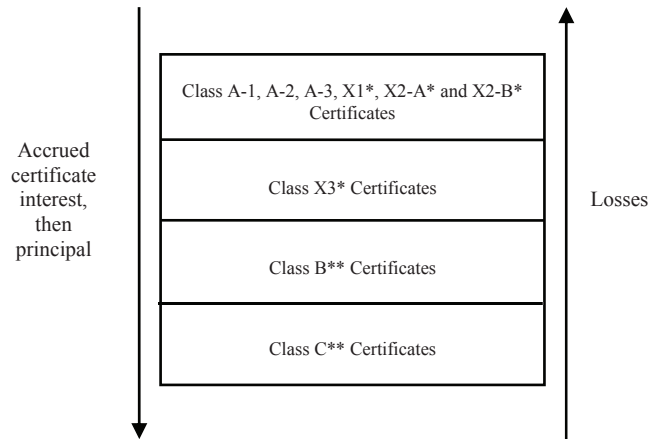 Class A-1, A-2, A-3, X1*, X2-A* and X2-B*
Certificates
Accrued
certificate
interest,
then
principal
Class X3* Certificates
Losses
Class B** Certificates
Class C** Certificates